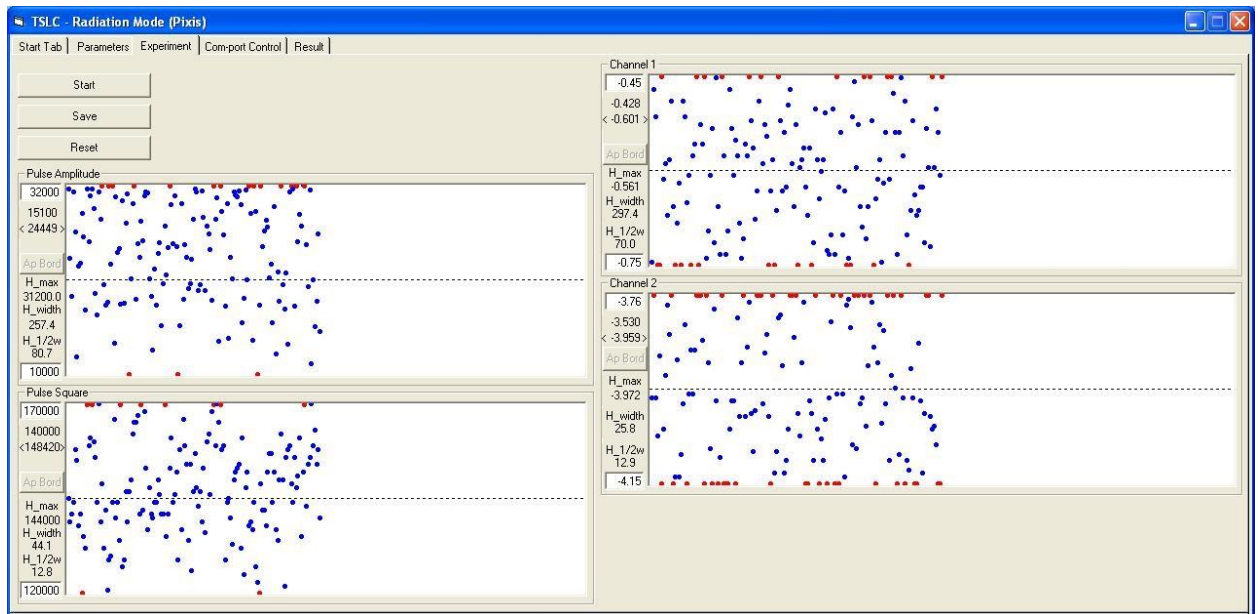 TSLC - Radiation Mode (Pixis)
Start Tab Parameters Experiment Com-port Control Result
Start
Save
Reset
Pulse Amplitude
32000
15100
< 24449 >
Ap Bord
H_max
31200.0
H_width
257.4
H_1/2w
80.7
10000
Pulse Square
170000
140000
<148420>
Ap Bord
H_max
144000
H_width
44.1
H_1/2w
12.8
120000
Channel 1
-0.45
-0.428
< -0.601 >
Ap Bord
H_max
-0.561
H_width
297.4
H_1/2w
70.0
-0.75
Channel 2
-3.76
-3.530
< -3.959 >
Ap Bord
H_max
-3.972
H_width
25.8
H_1/2w
12.9
-4.15